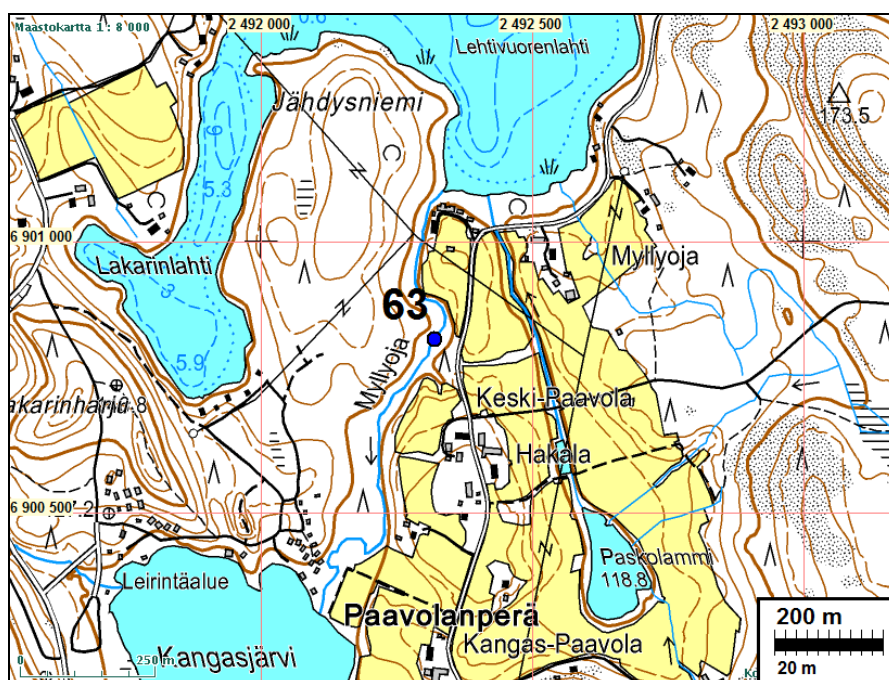 Maastokartta 1 : 8 000
2 492 000
2 492 500
2 493 000
Lehtivuorenlahti
Jähdysniemi
173.5
5.3
6 901 000
Lakarinlahti
Myllyoja
3
63
5.9
Myllyoja
Keski-Paavola
Hakala
6 900 500
Paskolammi
118.8
Leirintäalue
200 m
Paavolanperä
Kangas-Paavola
Kangasjärvi
0 250 m
20 m